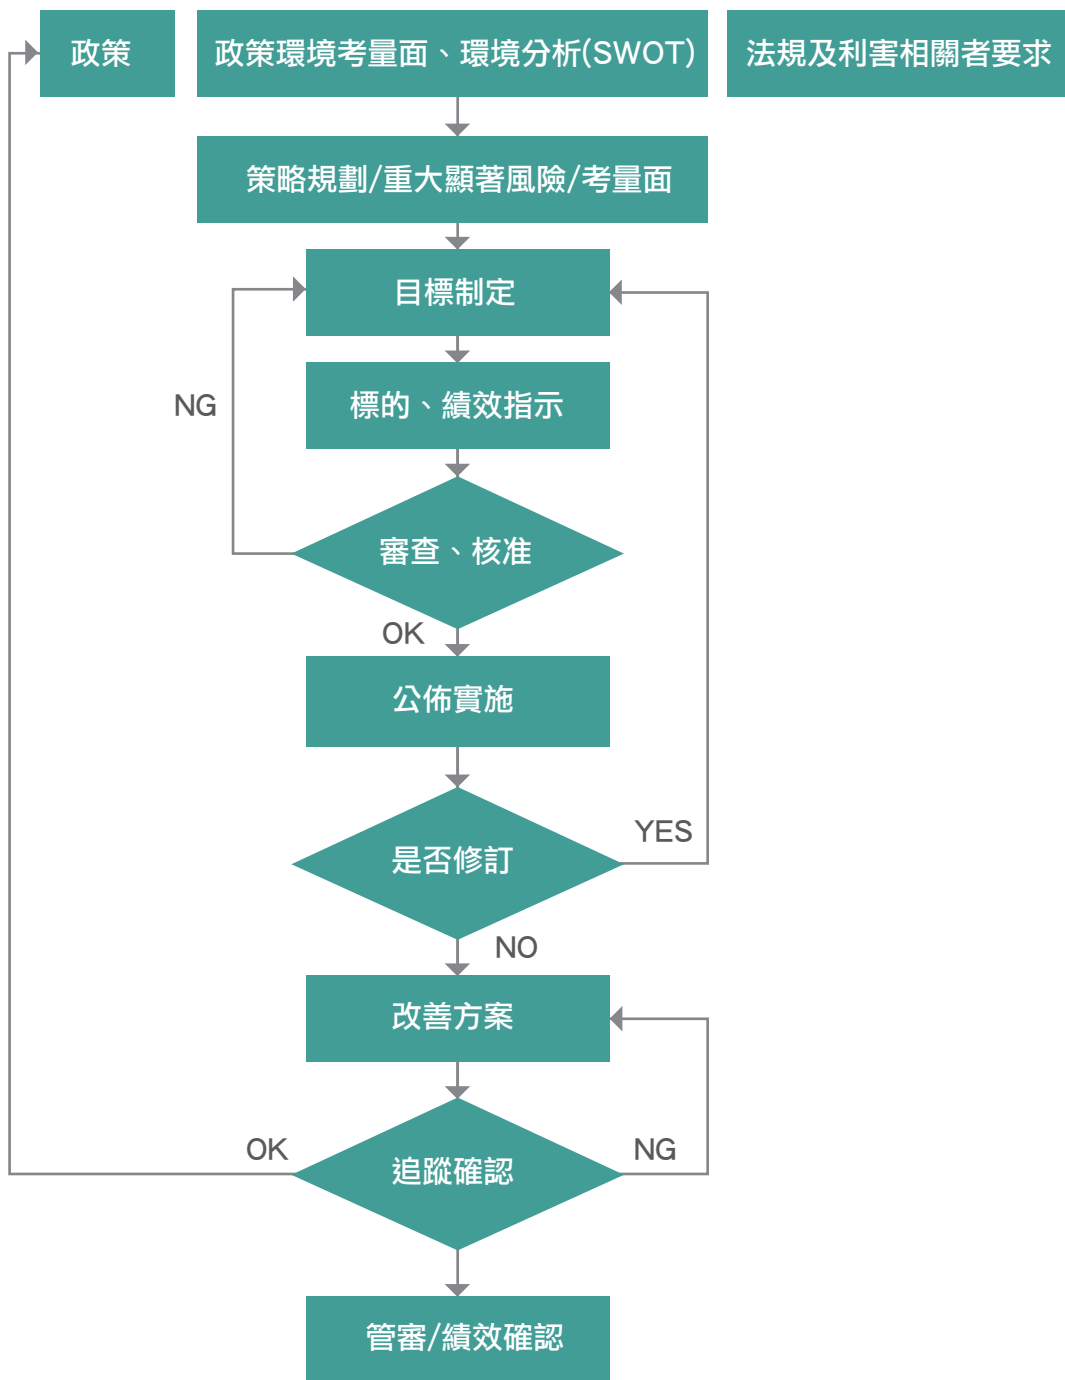 政策
政策環境考量面、環境分析(SWOT)
法規及利害相關者要求
策略規劃/重大顯著風險/考量面
目標制定
NG
標的、績效指示
審查、核准
OK
公佈實施
YES
是否修訂
NO
改善方案
OK
NG
追蹤確認
管審/績效確認